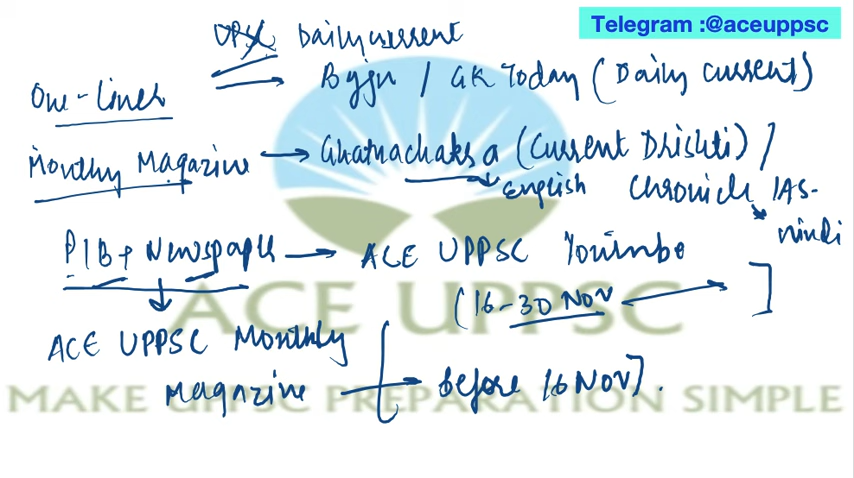 Telegram :@aceuppsc
Daily current
One-liner → Byju / GK Today (Daily current)
Monthly Magazine → Ghatnachakra (Current Drishti) /
English Chronicle IAS-
Hindi
PIB+ Newspaper → ACE UPPSC Youtube
(16-30 Nov → ]
ACE UPPSC Monthly
Magazine → before 16 Nov].
ACE UPPSC
MAKE UPPSC PREPARATION SIMPLE